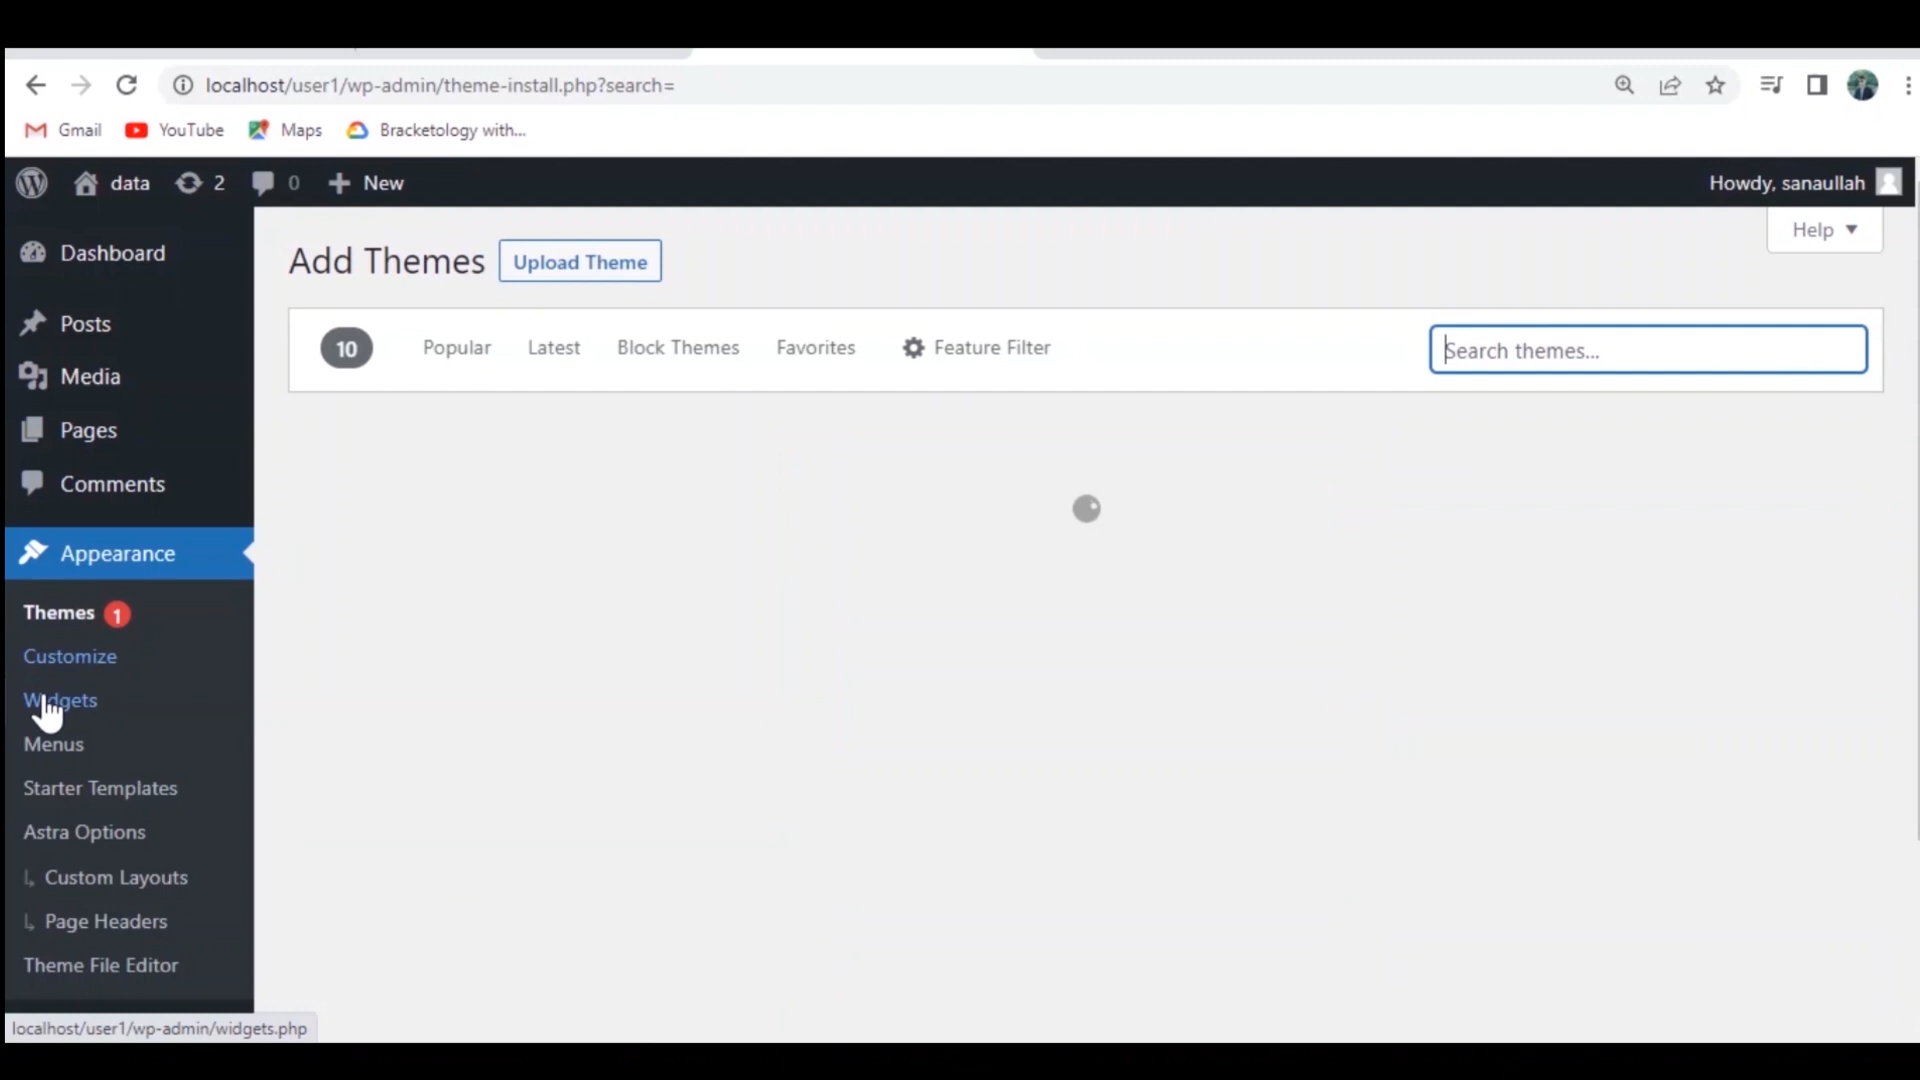 localhost/user1/wp-admin/theme-install.php?search=
Gmail YouTube Maps Bracketology with...
data 2 0 New Howdy, sanaullah
Help
Dashboard
Posts
Media
Pages
Comments
Appearance
Themes 1
Customize
Widgets
Menus
Starter Templates
Astra Options
Custom Layouts
Page Headers
Theme File Editor
Add Themes Upload Theme
10 Popular Latest Block Themes Favorites Feature Filter Search themes...
localhost/user1/wp-admin/widgets.php